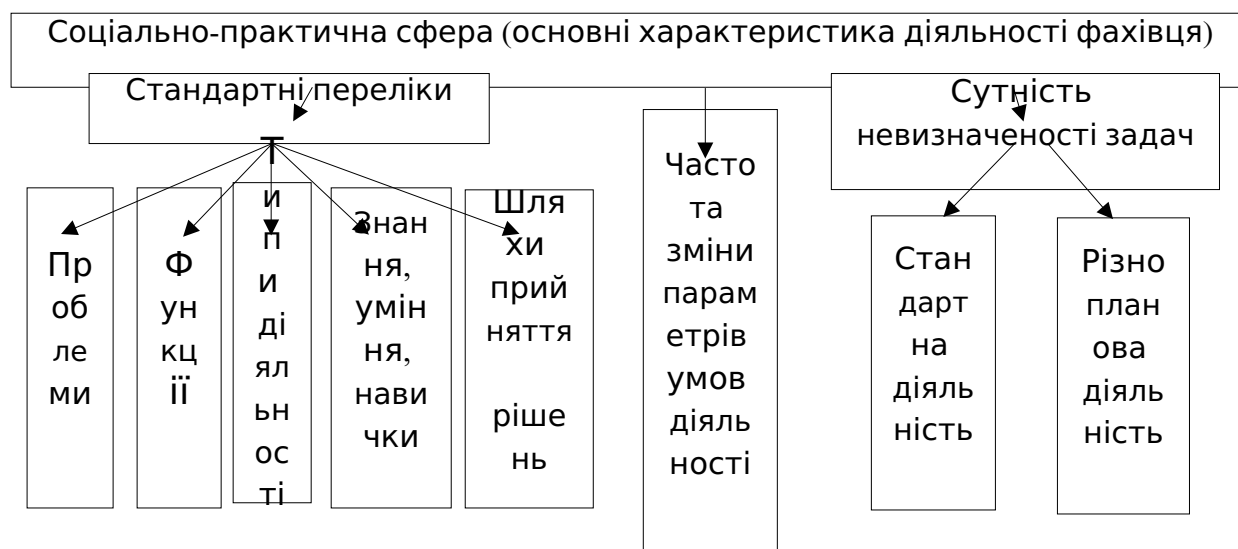 Соціально-практична сфера (основні характеристика діяльності фахівця)
Стандартні переліки
Пр
об
ле
ми
Ф
ун
кц
ії
Т
и
п
и
ді
ял
ьн
ос
ті
Знан
ня,
умін
ня,
нави
чки
Шля
хи
прий
няття
ріше
нь
Часто
та
зміни
парам
етрів
умов
діяль
ності
Сутність
невизначеності задач
Стан
дарт
на
діяль
ність
Різно
план
ова
діяль
ність